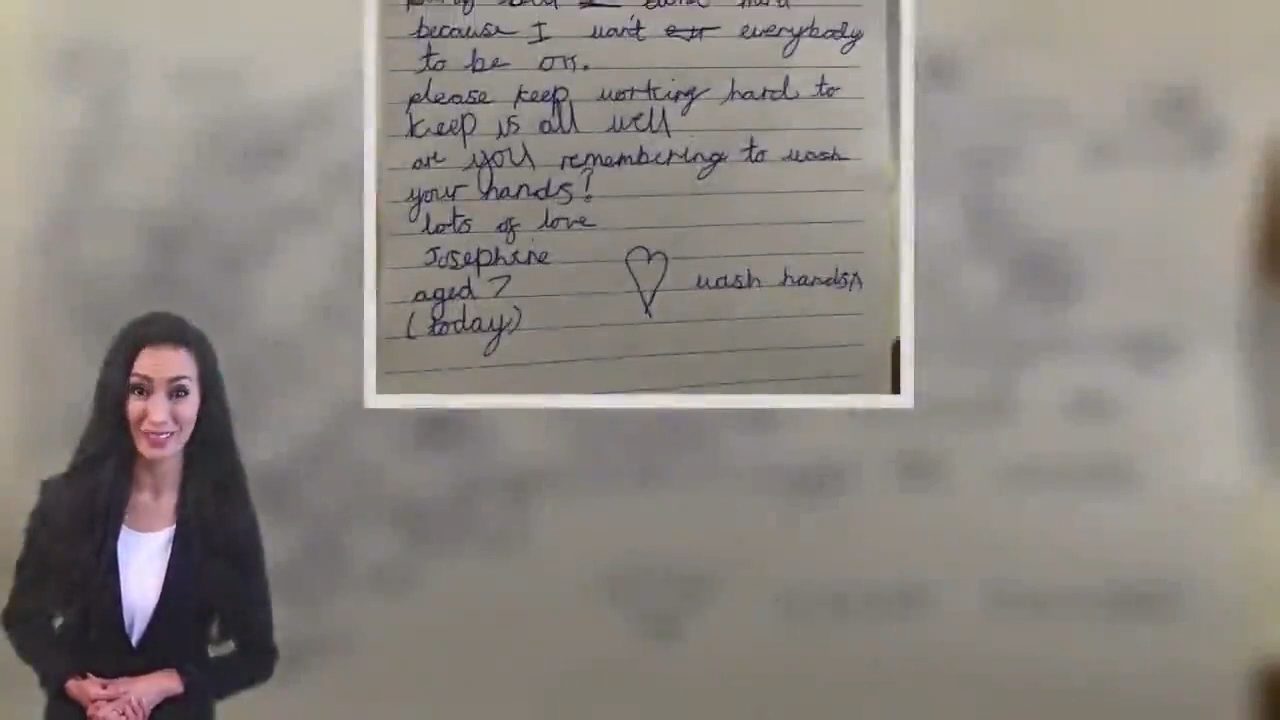 because I want everybody
to be ok.
please keep working hard to
keep is all well
are you remembering to wash
your hands!
lots of love
Josephine
aged 7
(today)
wash hands